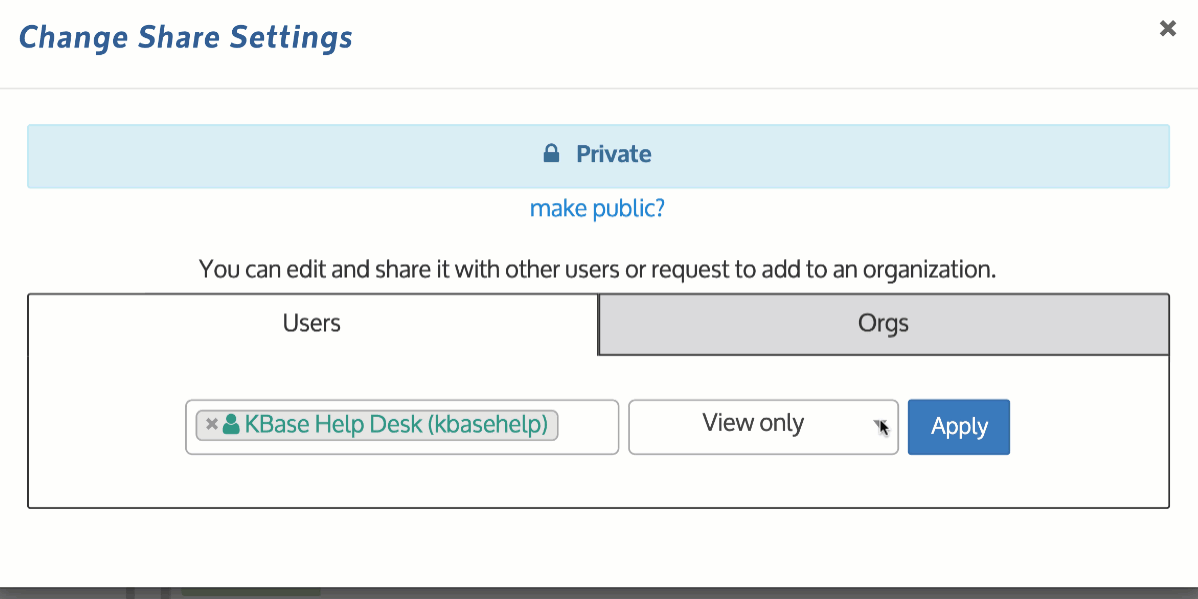 Change Share Settings
Private
make public?
You can edit and share it with other users or request to add to an organization.
Users
Orgs
KBase Help Desk (kbasehelp)
View only
Apply